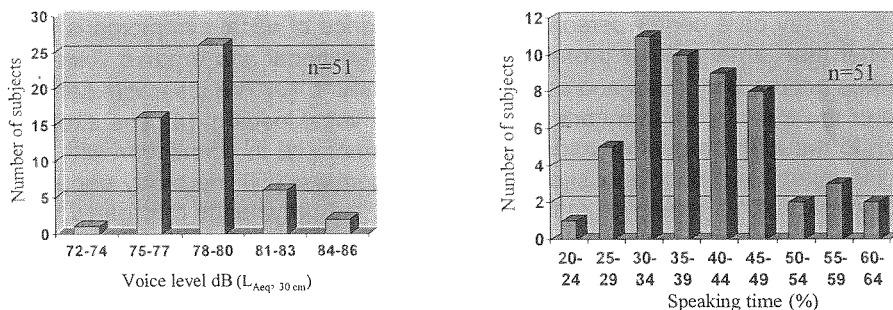 30
25
20
15
10
5
0
Number of subjects
n=51
72-74 75-77 78-80 81-83 84-86
Voice level dB (LAeq, 30 cm)
12
10
8
6
4
2
0
Number of subjects
n=51
20- 25- 30- 35- 40- 45- 50- 55- 60-
24 29 34 39 44 49 54 59 64
Speaking time (%)